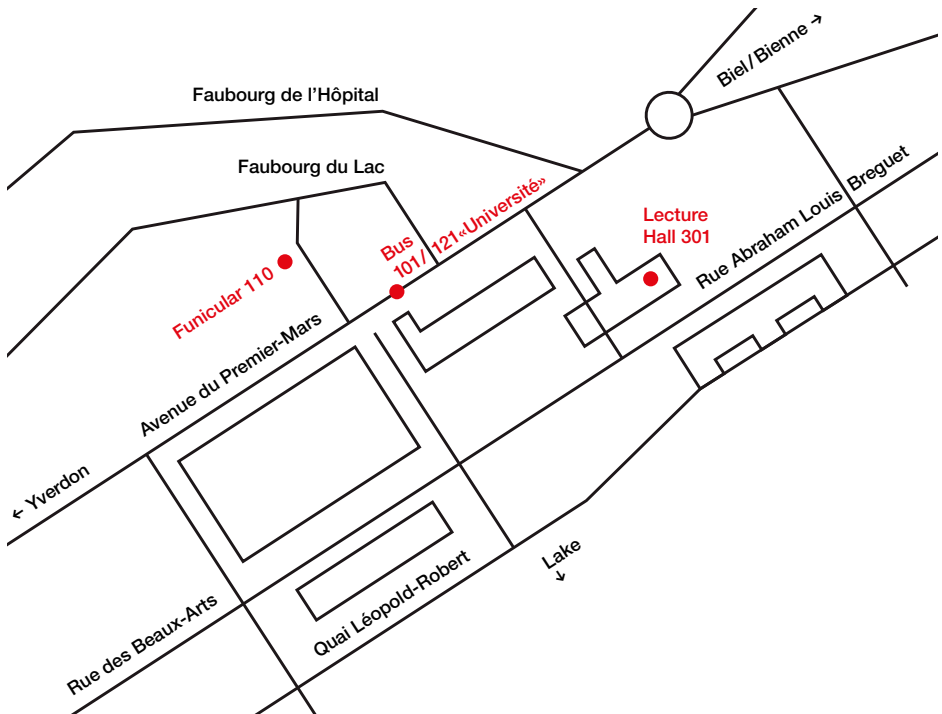 Biel/Bienne →
Faubourg de l’Hôpital
Faubourg du Lac
Bus
101/ 121«Université»
Lecture
Hall 301
Rue Abraham Louis Breguet
Funicular 110
Avenue du Premier-Mars
← Yverdon
Lake
↓
Quai Léopold-Robert
Rue des Beaux-Arts